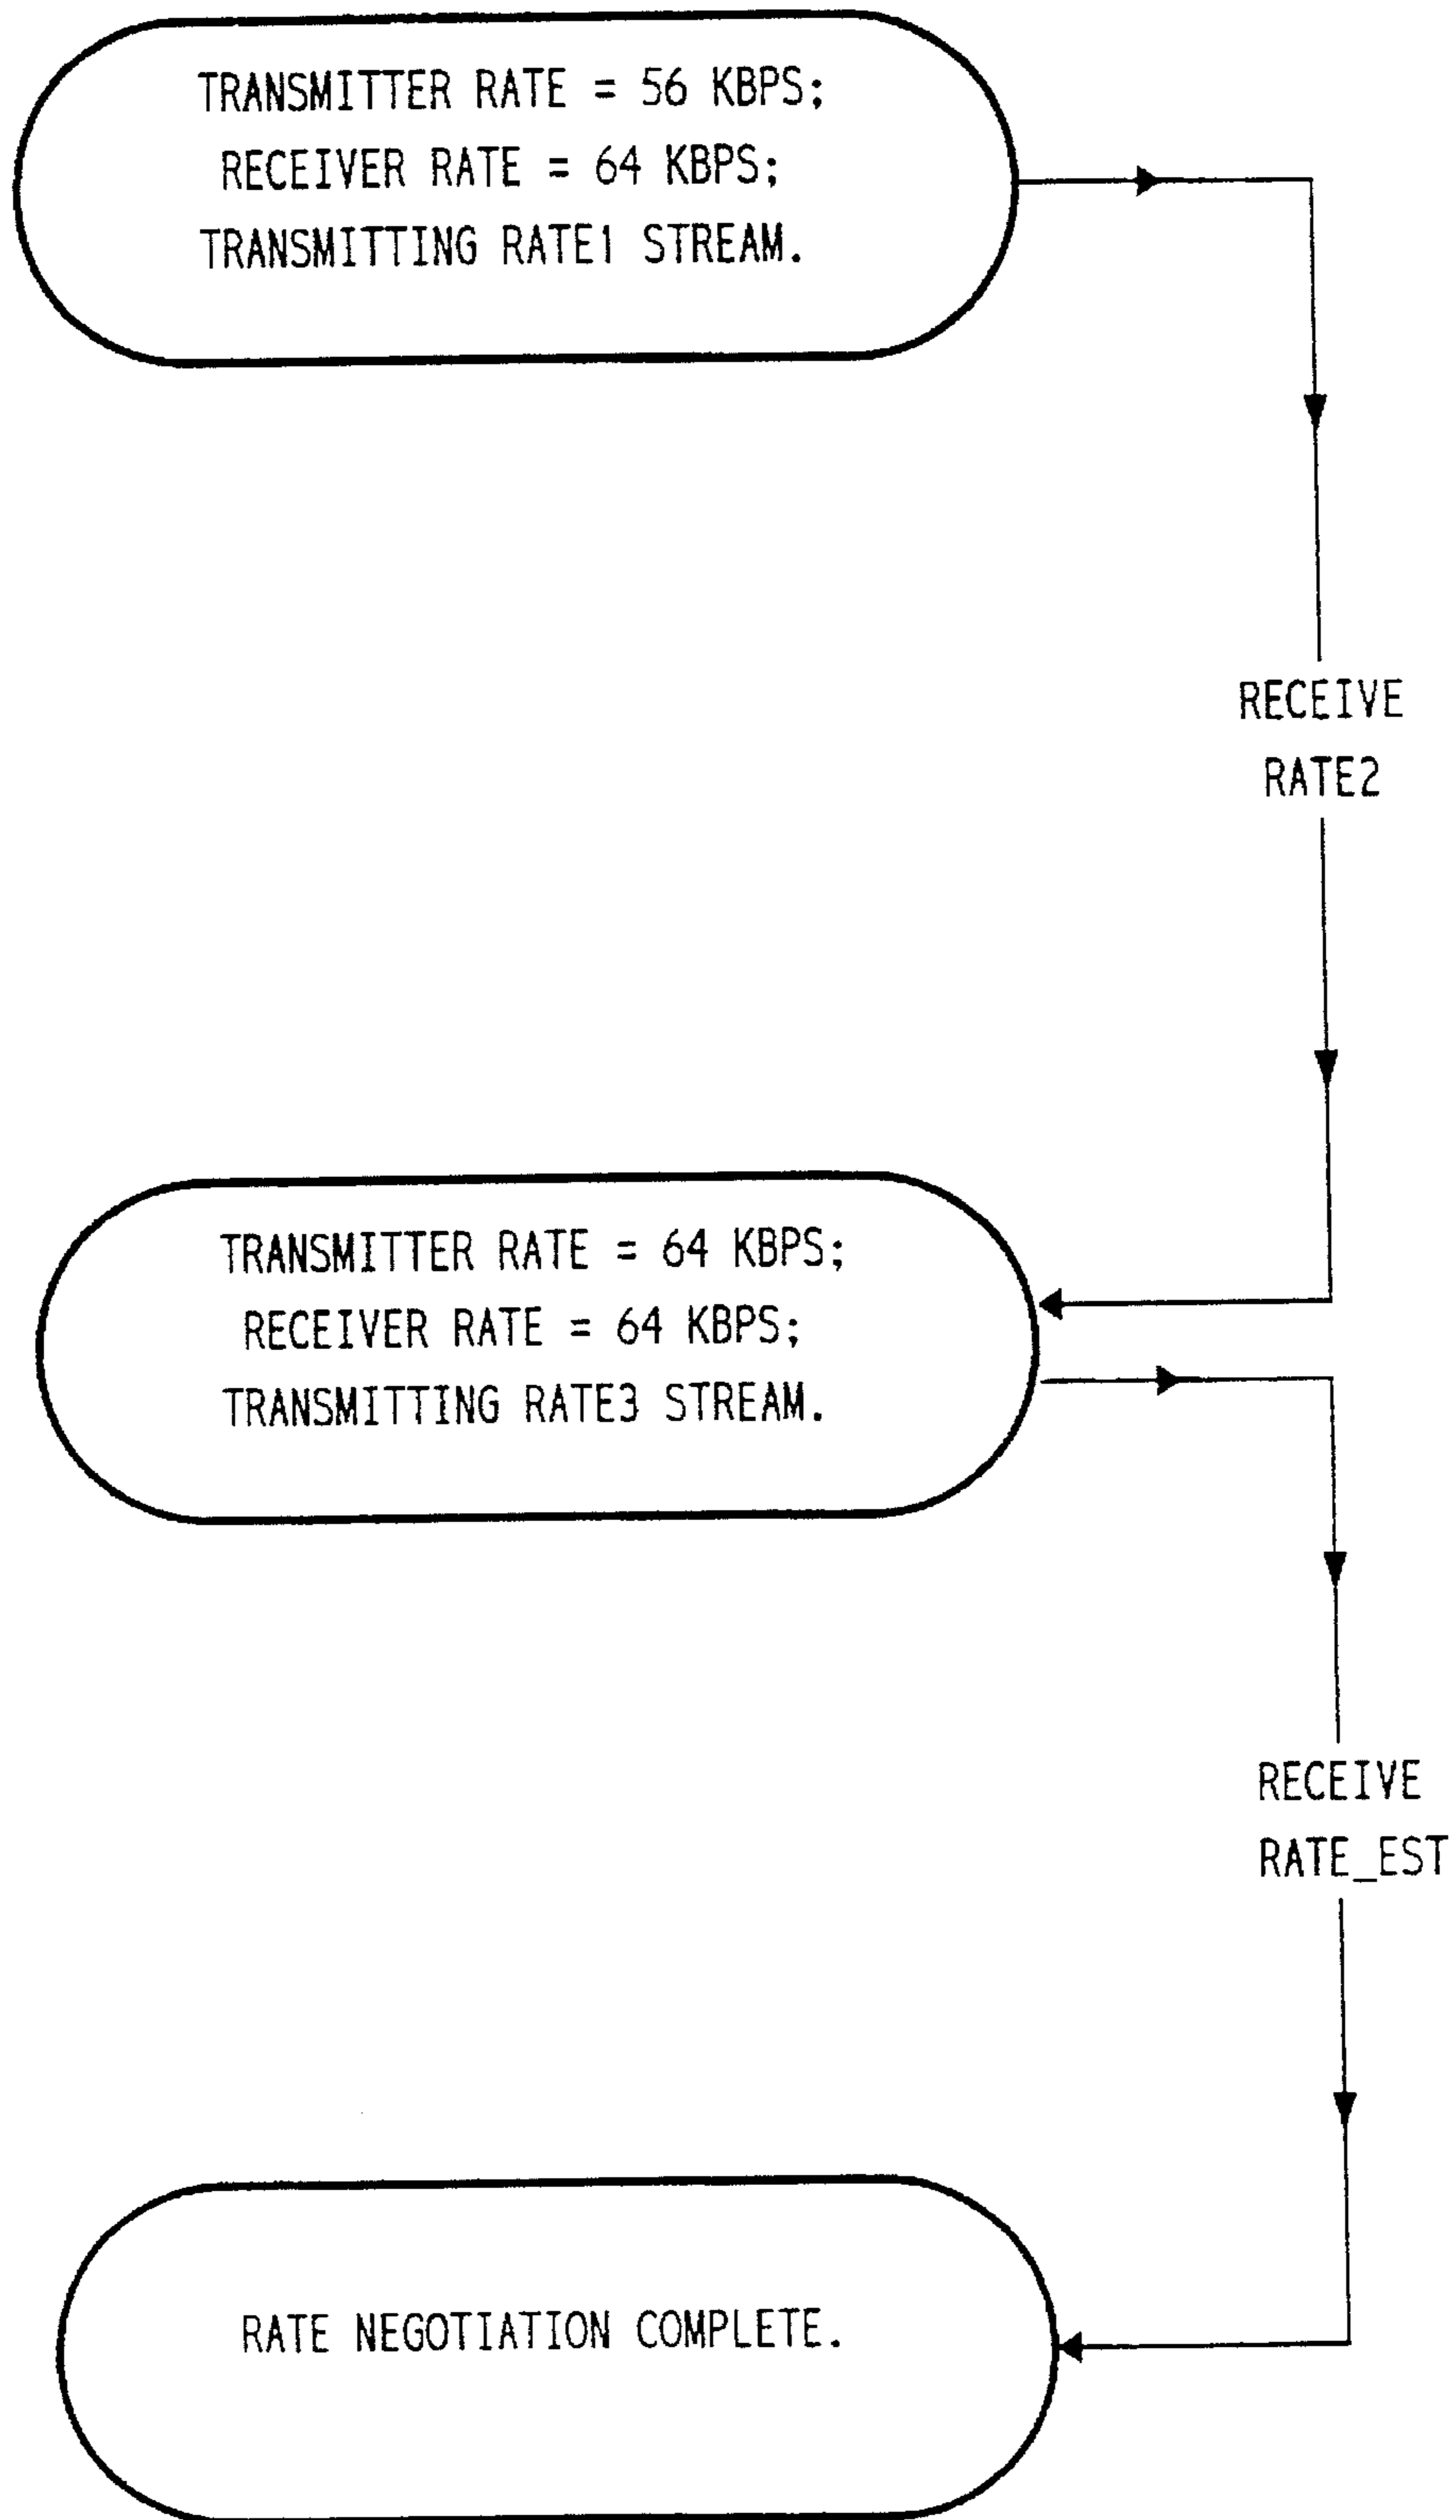 TRANSMITTER RATE = 56 KBPS;
RECEIVER RATE = 64 KBPS;
TRANSMITTING RATE1 STREAM.
RECEIVE
RATE2
TRANSMITTER RATE = 64 KBPS;
RECEIVER RATE = 64 KBPS;
TRANSMITTING RATE3 STREAM.
RECEIVE
RATE_EST
RATE NEGOTIATION COMPLETE.